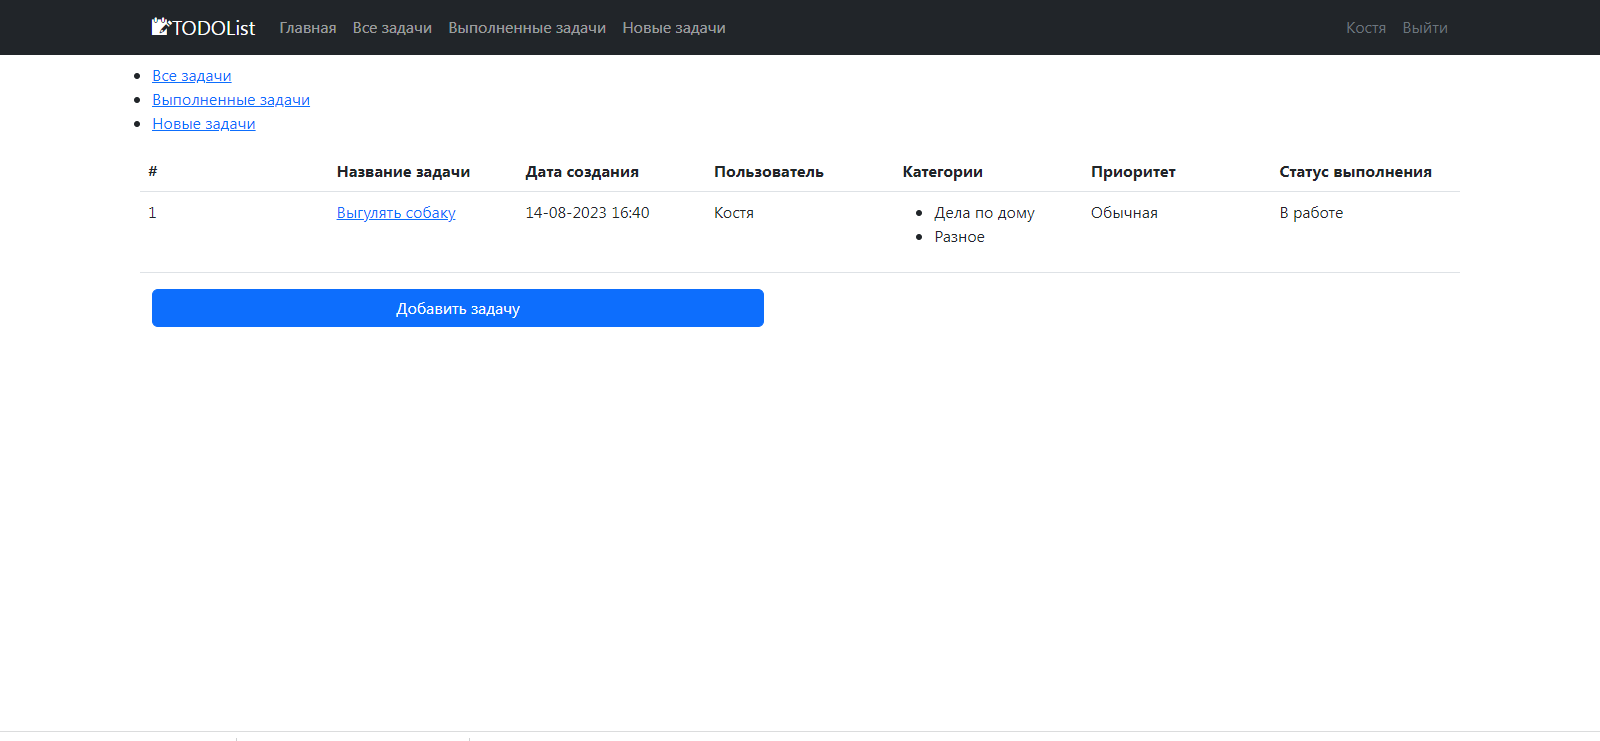 TODOList Главная Все задачи Выполненные задачи Новые задачи Костя Выйти
Все задачи
Выполненные задачи
Новые задачи
# Название задачи Дата создания Пользователь Категории Приоритет Статус выполнения
1 Выгулять собаку 14-08-2023 16:40 Костя Дела по дому Обычная В работе
Разное
Добавить задачу